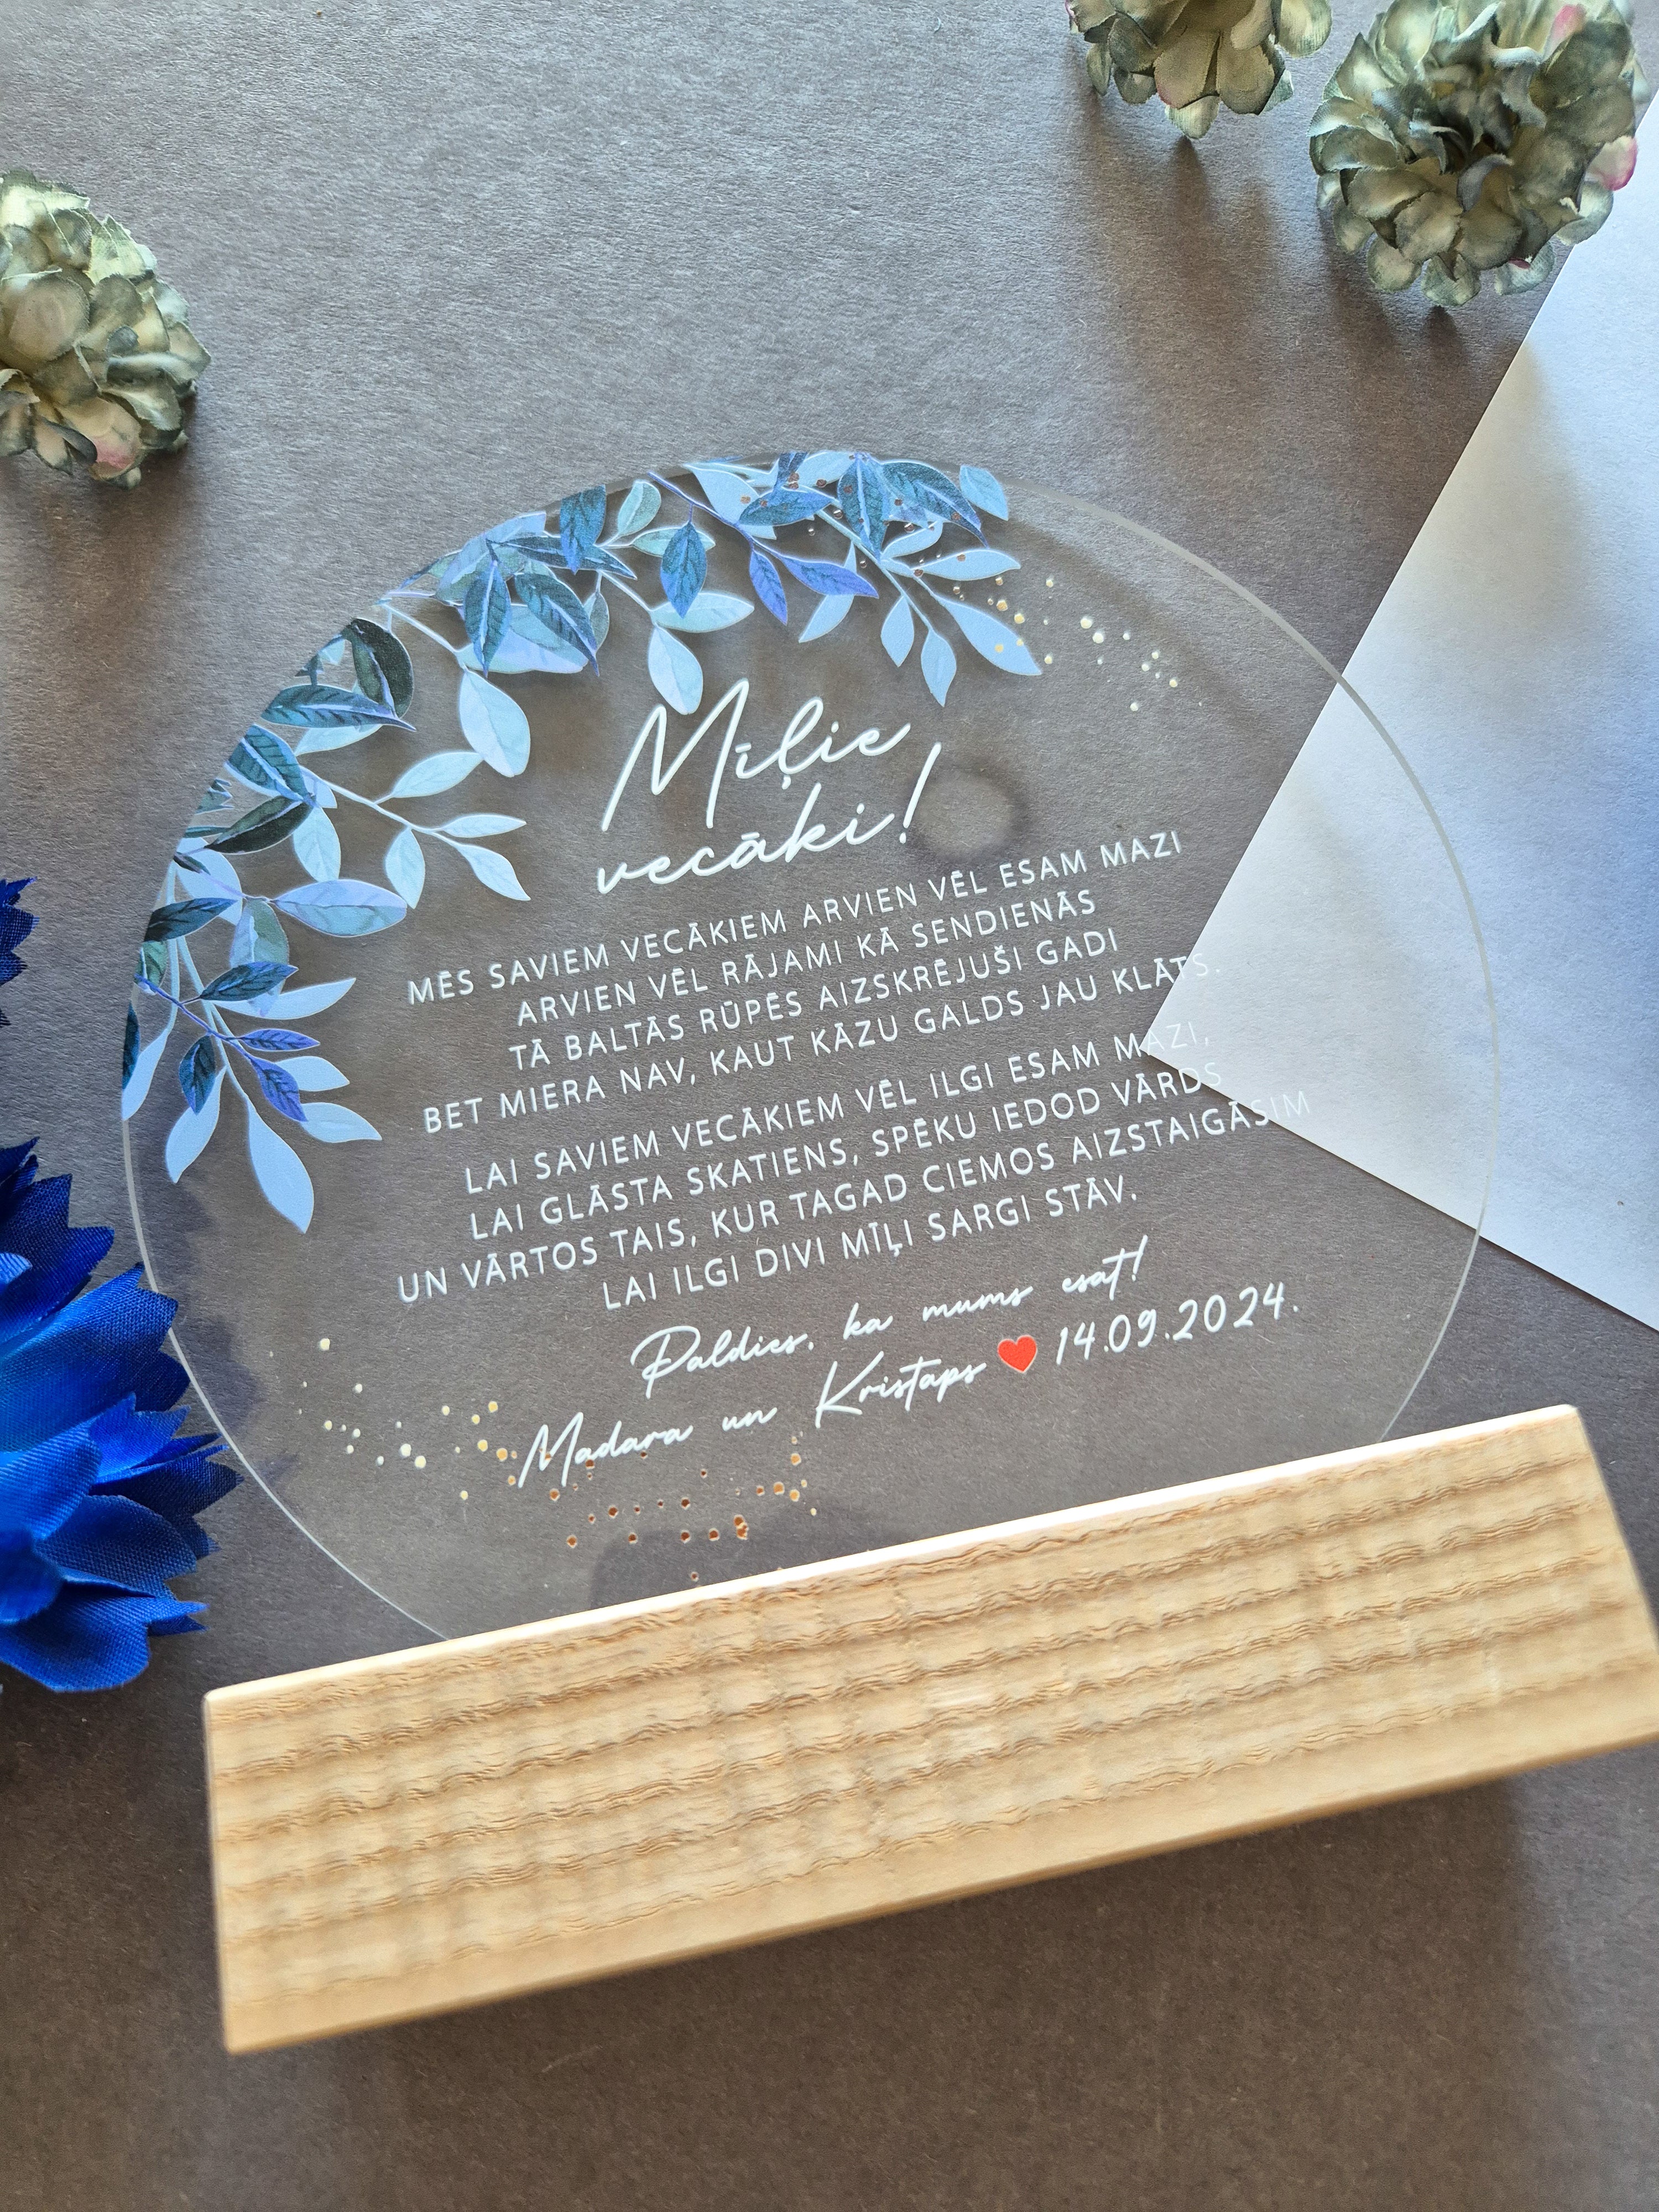 Mīļie
vecāki!
MĒS SAVIEM VECĀKIEM ARVIEN VĒL ESAM MAZI
ARVIEN VĒL RĀJAMI KĀ SENDIENĀS
TĀ BALTĀS RŪPĒS AIZSKRĒJUŠI GADI
BET MIERA NAV, KAUT KĀZU GALDS JAU KLĀTS.
LAI SAVIEM VECĀKIEM VĒL ILGI ESAM MAZI,
LAI GLĀSTA SKATIENS, SPĒKU IEDOD VĀRDS
UN VĀRTOS TAIS, KUR TAGAD CIEMOS AIZSTAIGĀSIM
LAI ILGI DIVI MĪĻI SARGI STĀV.
Paldies, ka mums esat!
Madara un Kristaps ❤ 14.09.2024.